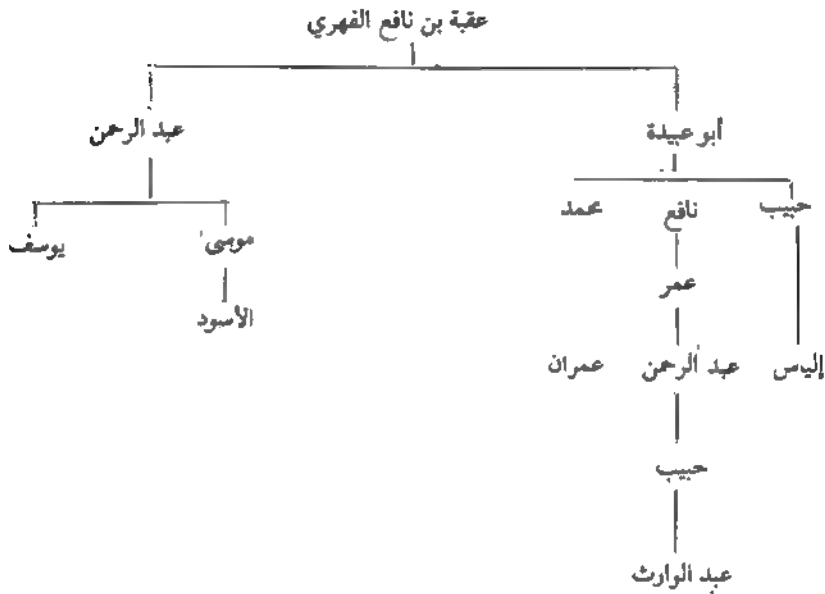 عقبة بن نافع الفهري
أبو عبيدة
عبد الرحمن
حبيب
نافع
محمد
موسى
يوسف
عمر
الأسود
إلياس
عبد الرحمن
عمران
حبيب
عبد الوارث